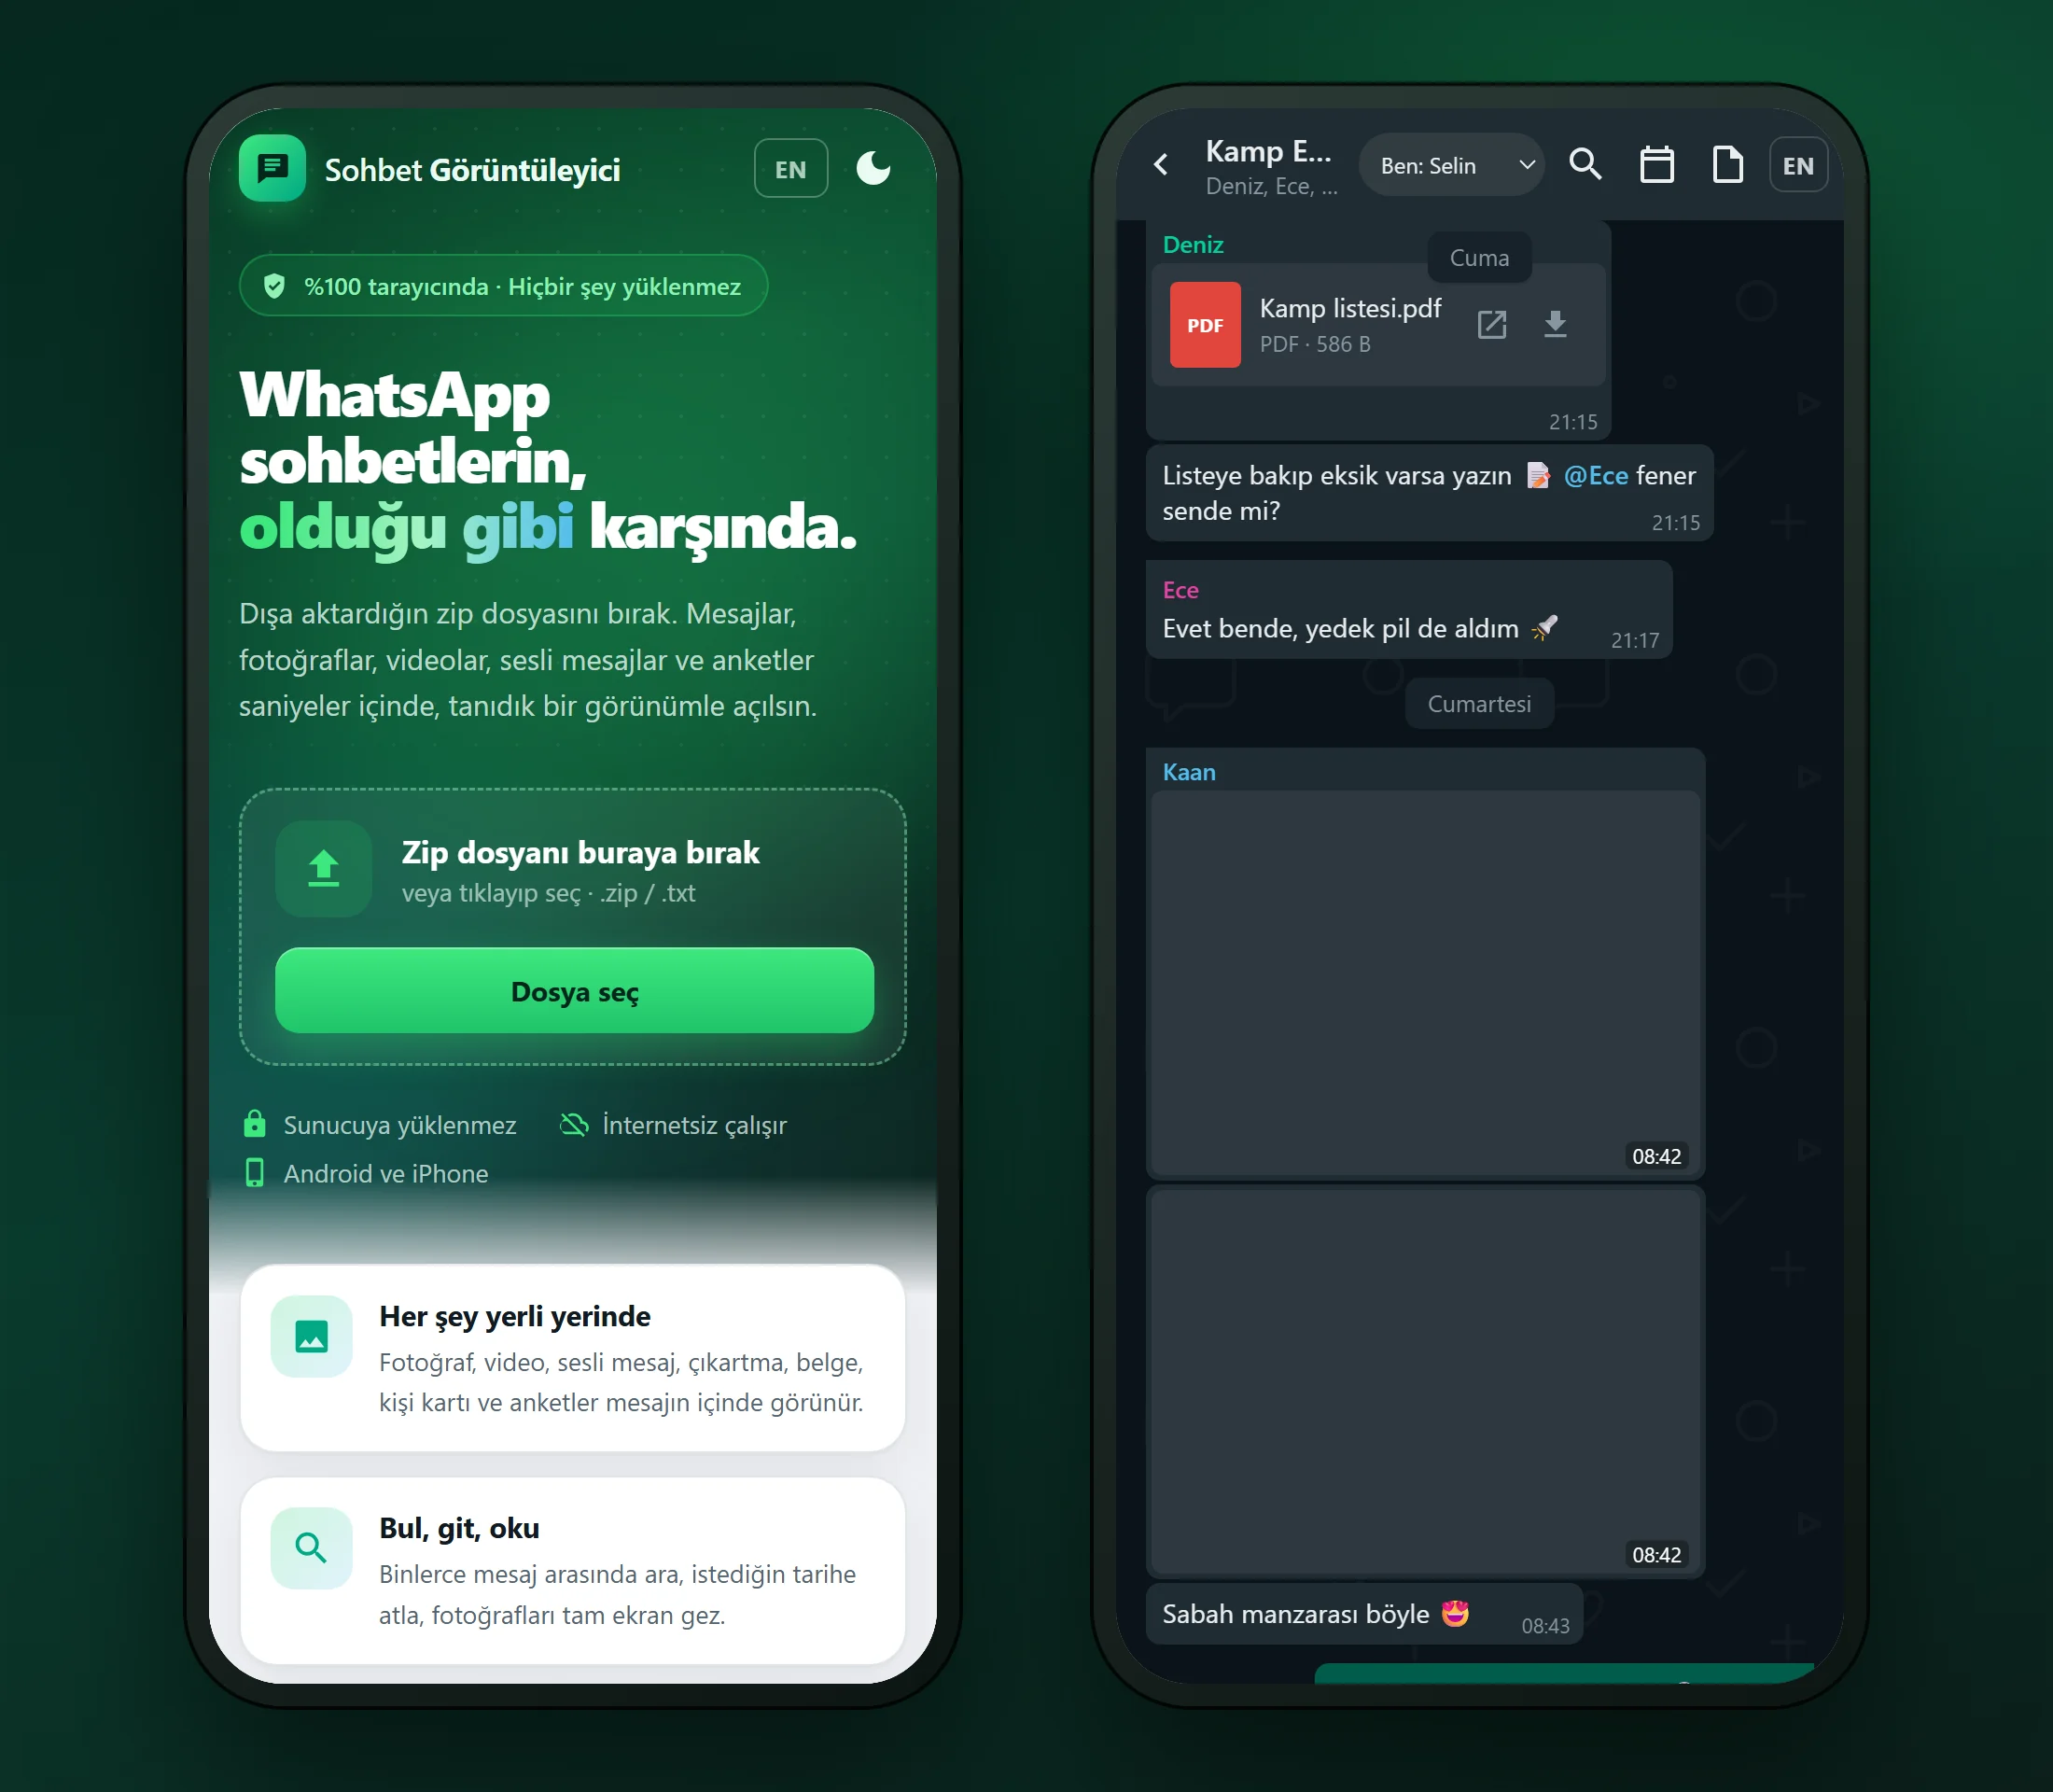 Sohbet Görüntüleyici
EN
%100 tarayıcında · Hiçbir şey yüklenmez
WhatsApp
sohbetlerin,
olduğu gibi karşında.
Dışa aktardığın zip dosyasını bırak. Mesajlar,
fotoğraflar, videolar, sesli mesajlar ve anketler
saniyeler içinde, tanıdık bir görünümle açılsın.
Zip dosyanı buraya bırak
veya tıklayıp seç · .zip / .txt
Dosya seç
Sunucuya yüklenmez
İnternetsiz çalışır
Android ve iPhone
Her şey yerli yerinde
Fotoğraf, video, sesli mesaj, çıkartma, belge,
kişi kartı ve anketler mesajın içinde görünür.
Bul, git, oku
Binlerce mesaj arasında ara, istediğin tarihe
atla, fotoğrafları tam ekran gez.
Kamp E...
Deniz, Ece, ...
Ben: Selin
EN
Deniz
Cuma
PDF
Kamp listesi.pdf
PDF · 586 B
21:15
Listeye bakıp eksik varsa yazın 📝 @Ece fener
sende mi?
21:15
Ece
Evet bende, yedek pil de aldım 🔦
21:17
Cumartesi
Kaan
08:42
08:42
Sabah manzarası böyle 🤩
08:43